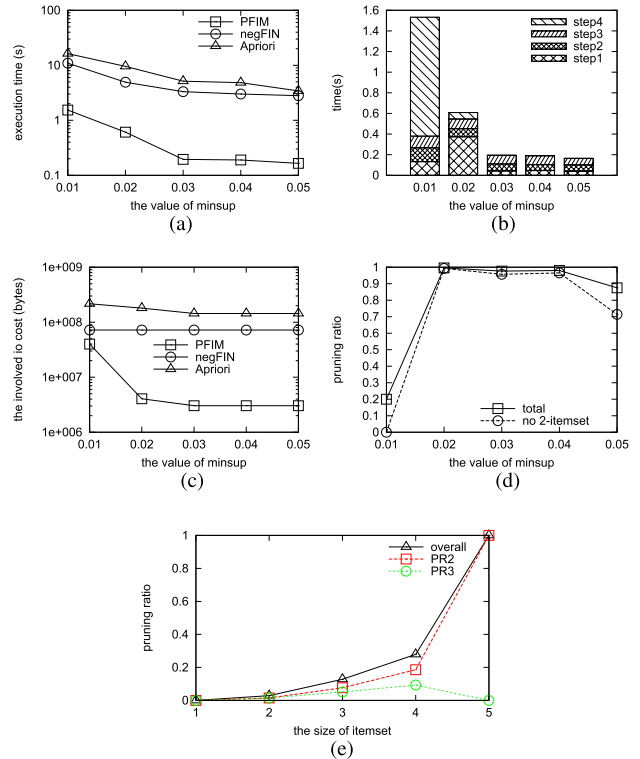 100
10
1
0.1
0.01 0.02 0.03 0.04 0.05
execution time (s)
the value of minsup
PFIM
negFIN
Apriori
(a)
1.6
1.4
1.2
1
0.8
0.6
0.4
0.2
0
0.01 0.02 0.03 0.04 0.05
time(s)
the value of minsup
step4
step3
step2
step1
(b)
1e+009
1e+008
1e+007
1e+006
0.01 0.02 0.03 0.04 0.05
the involved io cost (bytes)
the value of minsup
PFIM
negFIN
Apriori
(c)
1
0.9
0.8
0.7
0.6
0.5
0.4
0.3
0.2
0.1
0
0.01 0.02 0.03 0.04 0.05
pruning ratio
the value of minsup
total
no 2-itemset
(d)
1
0.8
0.6
0.4
0.2
0
1 2 3 4 5
pruning ratio
the size of itemset
overall
PR2
PR3
(e)